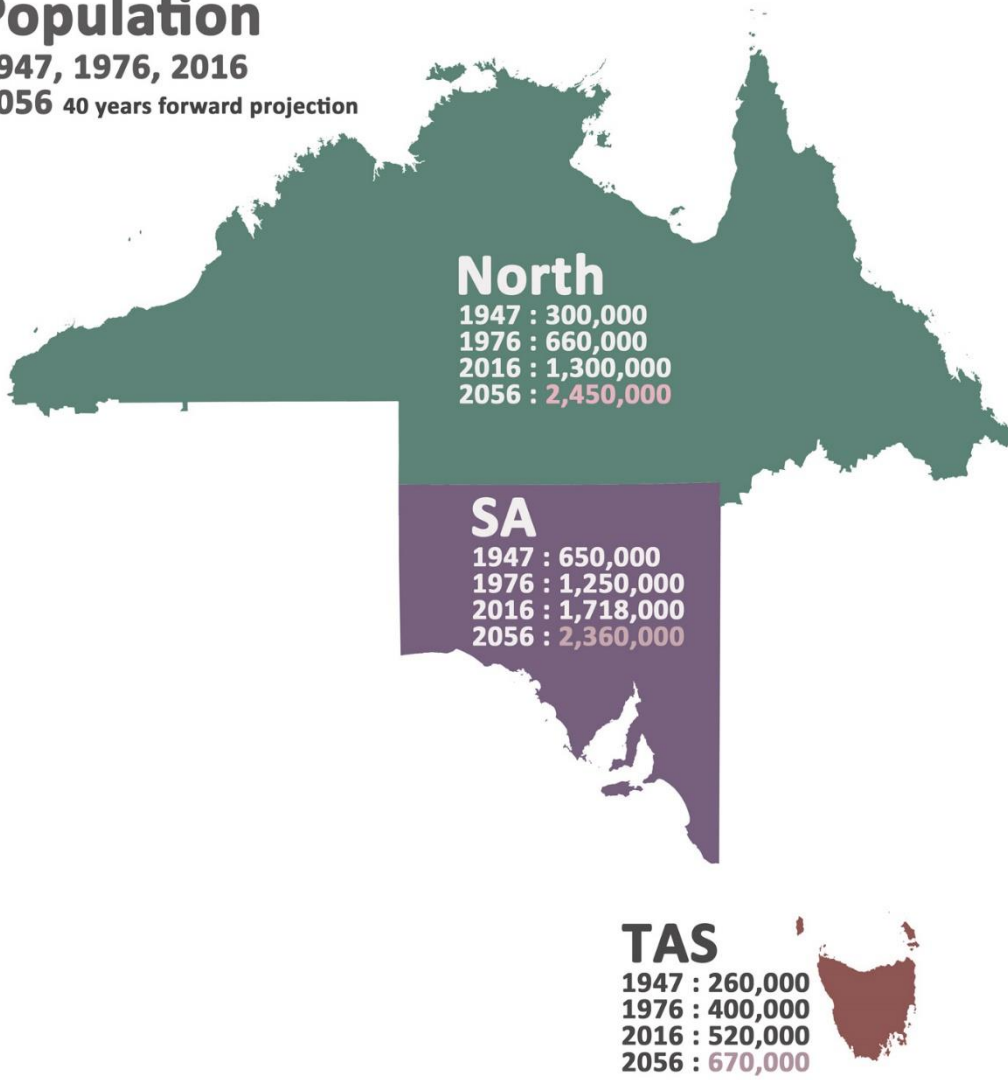 Population
947, 1976, 2016
056 40 years forward projection
North
1947 : 300,000
1976 : 660,000
2016 : 1,300,000
2056 : 2,450,000
SA
1947 : 650,000
1976 : 1,250,000
2016 : 1,718,000
2056 : 2,360,000
TAS
1947 : 260,000
1976 : 400,000
2016 : 520,000
2056 : 670,000